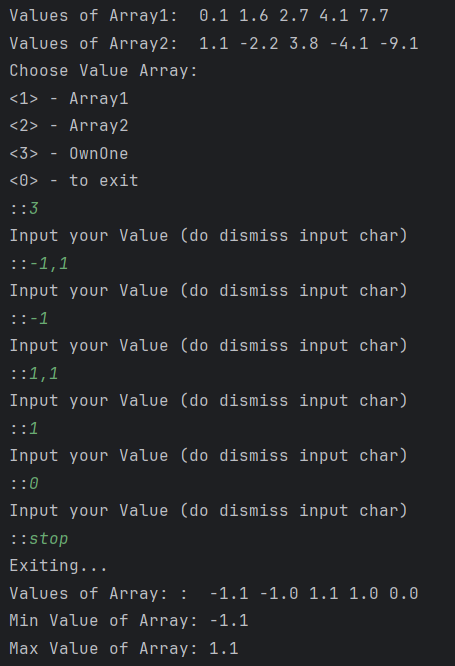 Values of Array1:  0.1 1.6 2.7 4.1 7.7
Values of Array2:  1.1 -2.2 3.8 -4.1 -9.1
Choose Value Array:
<1> - Array1
<2> - Array2
<3> - OwnOne
<0> - to exit
::3
Input your Value (do dismiss input char)
::-1,1
Input your Value (do dismiss input char)
::-1
Input your Value (do dismiss input char)
::1,1
Input your Value (do dismiss input char)
::1
Input your Value (do dismiss input char)
::0
Input your Value (do dismiss input char)
::stop
Exiting...
Values of Array: :  -1.1 -1.0 1.1 1.0 0.0
Min Value of Array: -1.1
Max Value of Array: 1.1